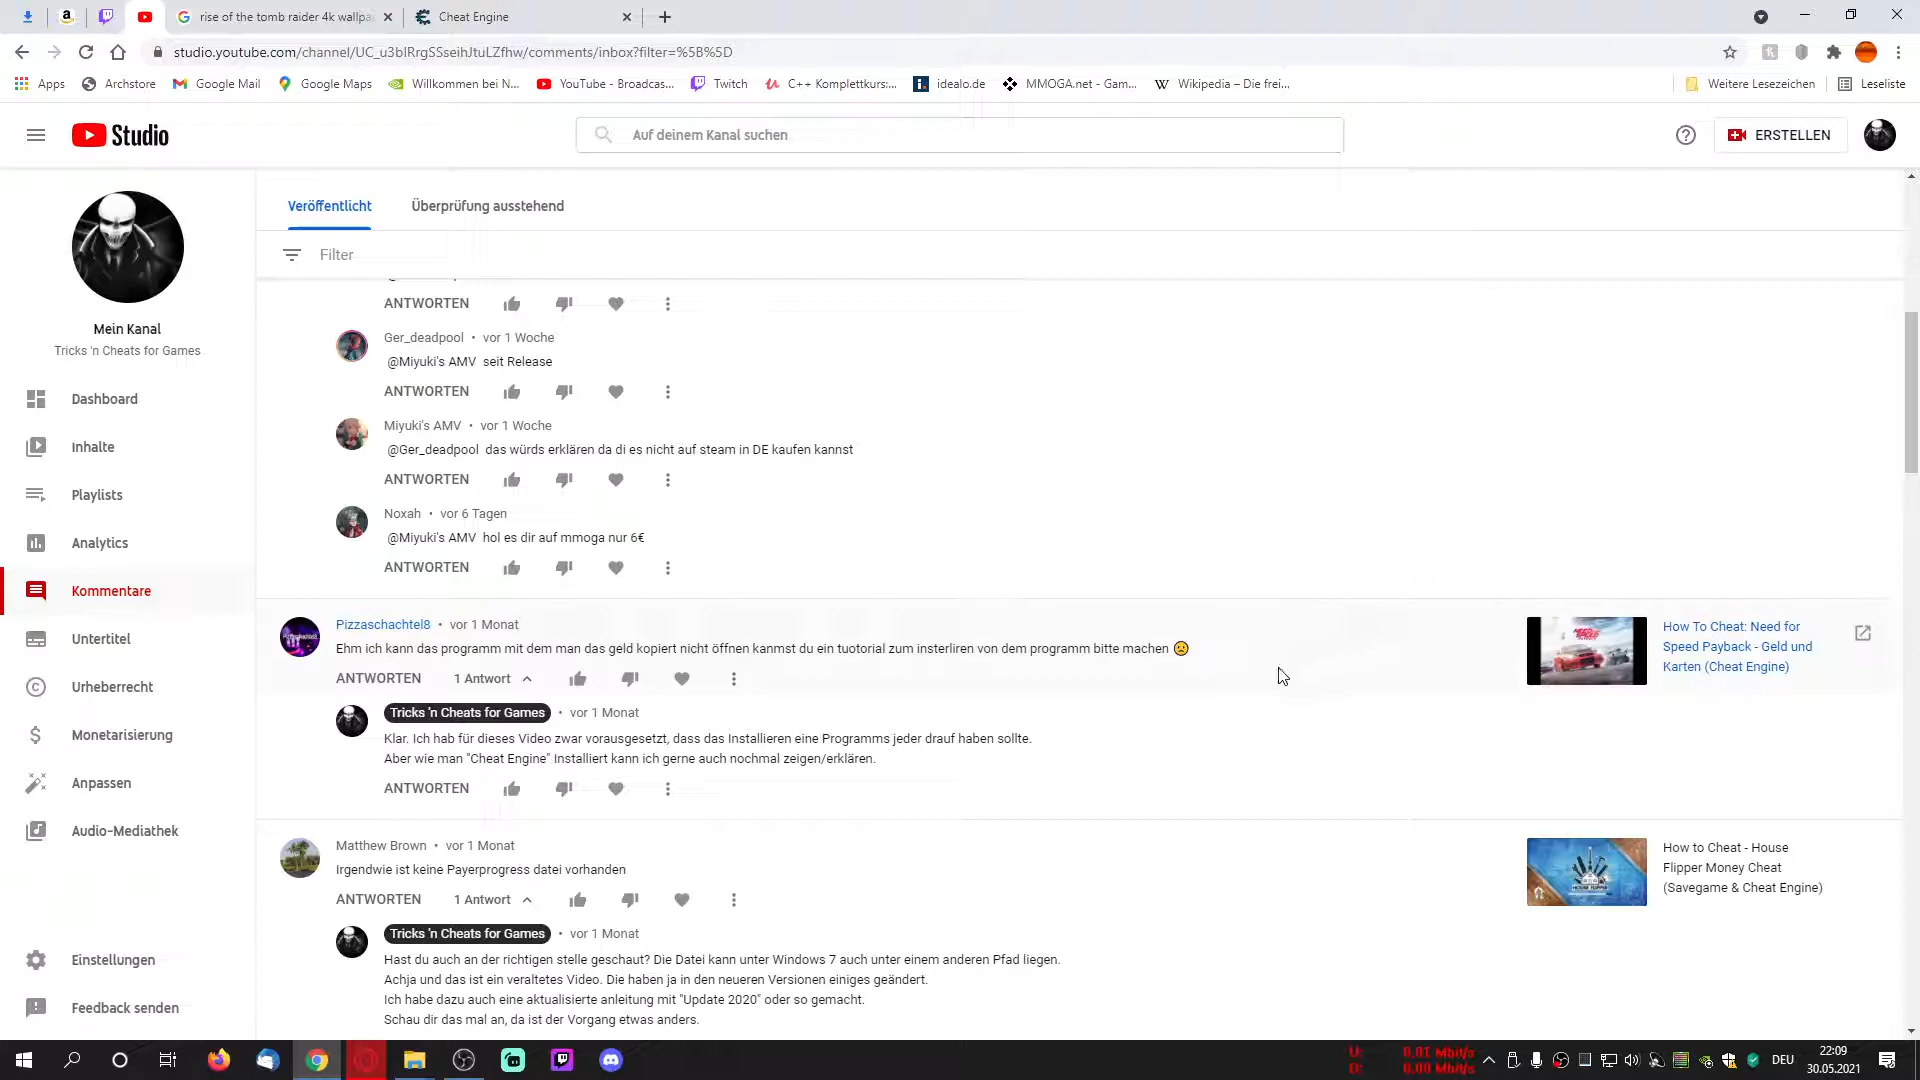 rise of the tomb raider 4k wallpa
Cheat Engine
studio.youtube.com/channel/UC_u3blRrgSSseihJtuLZfhw/comments/inbox?filter=%5B%5D
Apps
Archstore
Google Mail
Google Maps
Willkommen bei N...
YouTube - Broadcas...
Twitch
C++ Komplettkurs:...
idealo.de
MMOGA.net - Gam...
Wikipedia – Die frei...
Weitere Lesezeichen
Leseliste
Studio
Auf deinem Kanal suchen
ERSTELLEN
Mein Kanal
Tricks 'n Cheats for Games
Dashboard
Inhalte
Playlists
Analytics
Kommentare
Untertitel
Urheberrecht
Monetarisierung
Anpassen
Audio-Mediathek
Einstellungen
Feedback senden
Veröffentlicht
Überprüfung ausstehend
Filter
ANTWORTEN
Ger_deadpool • vor 1 Woche
@Miyuki's AMV seit Release
ANTWORTEN
Miyuki's AMV • vor 1 Woche
@Ger_deadpool das würds erklären da di es nicht auf steam in DE kaufen kannst
ANTWORTEN
Noxah • vor 6 Tagen
@Miyuki's AMV hol es dir auf mmoga nur 6€
ANTWORTEN
Pizzaschachtel8 • vor 1 Monat
Ehm ich kann das programm mit dem man das geld kopiert nicht öffnen kanmst du ein tuotorial zum insterliren von dem programm bitte machen 😟
ANTWORTEN 1 Antwort
How To Cheat: Need for
Speed Payback - Geld und
Karten (Cheat Engine)
Tricks 'n Cheats for Games • vor 1 Monat
Klar. Ich hab für dieses Video zwar vorausgesetzt, dass das Installieren eine Programms jeder drauf haben sollte.
Aber wie man "Cheat Engine" Installiert kann ich gerne auch nochmal zeigen/erklären.
ANTWORTEN
Matthew Brown • vor 1 Monat
Irgendwie ist keine Payerprogress datei vorhanden
ANTWORTEN 1 Antwort
How to Cheat - House
Flipper Money Cheat
(Savegame & Cheat Engine)
Tricks 'n Cheats for Games • vor 1 Monat
Hast du auch an der richtigen stelle geschaut? Die Datei kann unter Windows 7 auch unter einem anderen Pfad liegen.
Achja und das ist ein veraltetes Video. Die haben ja in den neueren Versionen einiges geändert.
Ich habe dazu auch eine aktualisierte anleitung mit "Update 2020" oder so gemacht.
Schau dir das mal an, da ist der Vorgang etwas anders.
U: 0.01 Mbit/s
D: 0.00 Mbit/s
DEU
22:09
30.05.2021